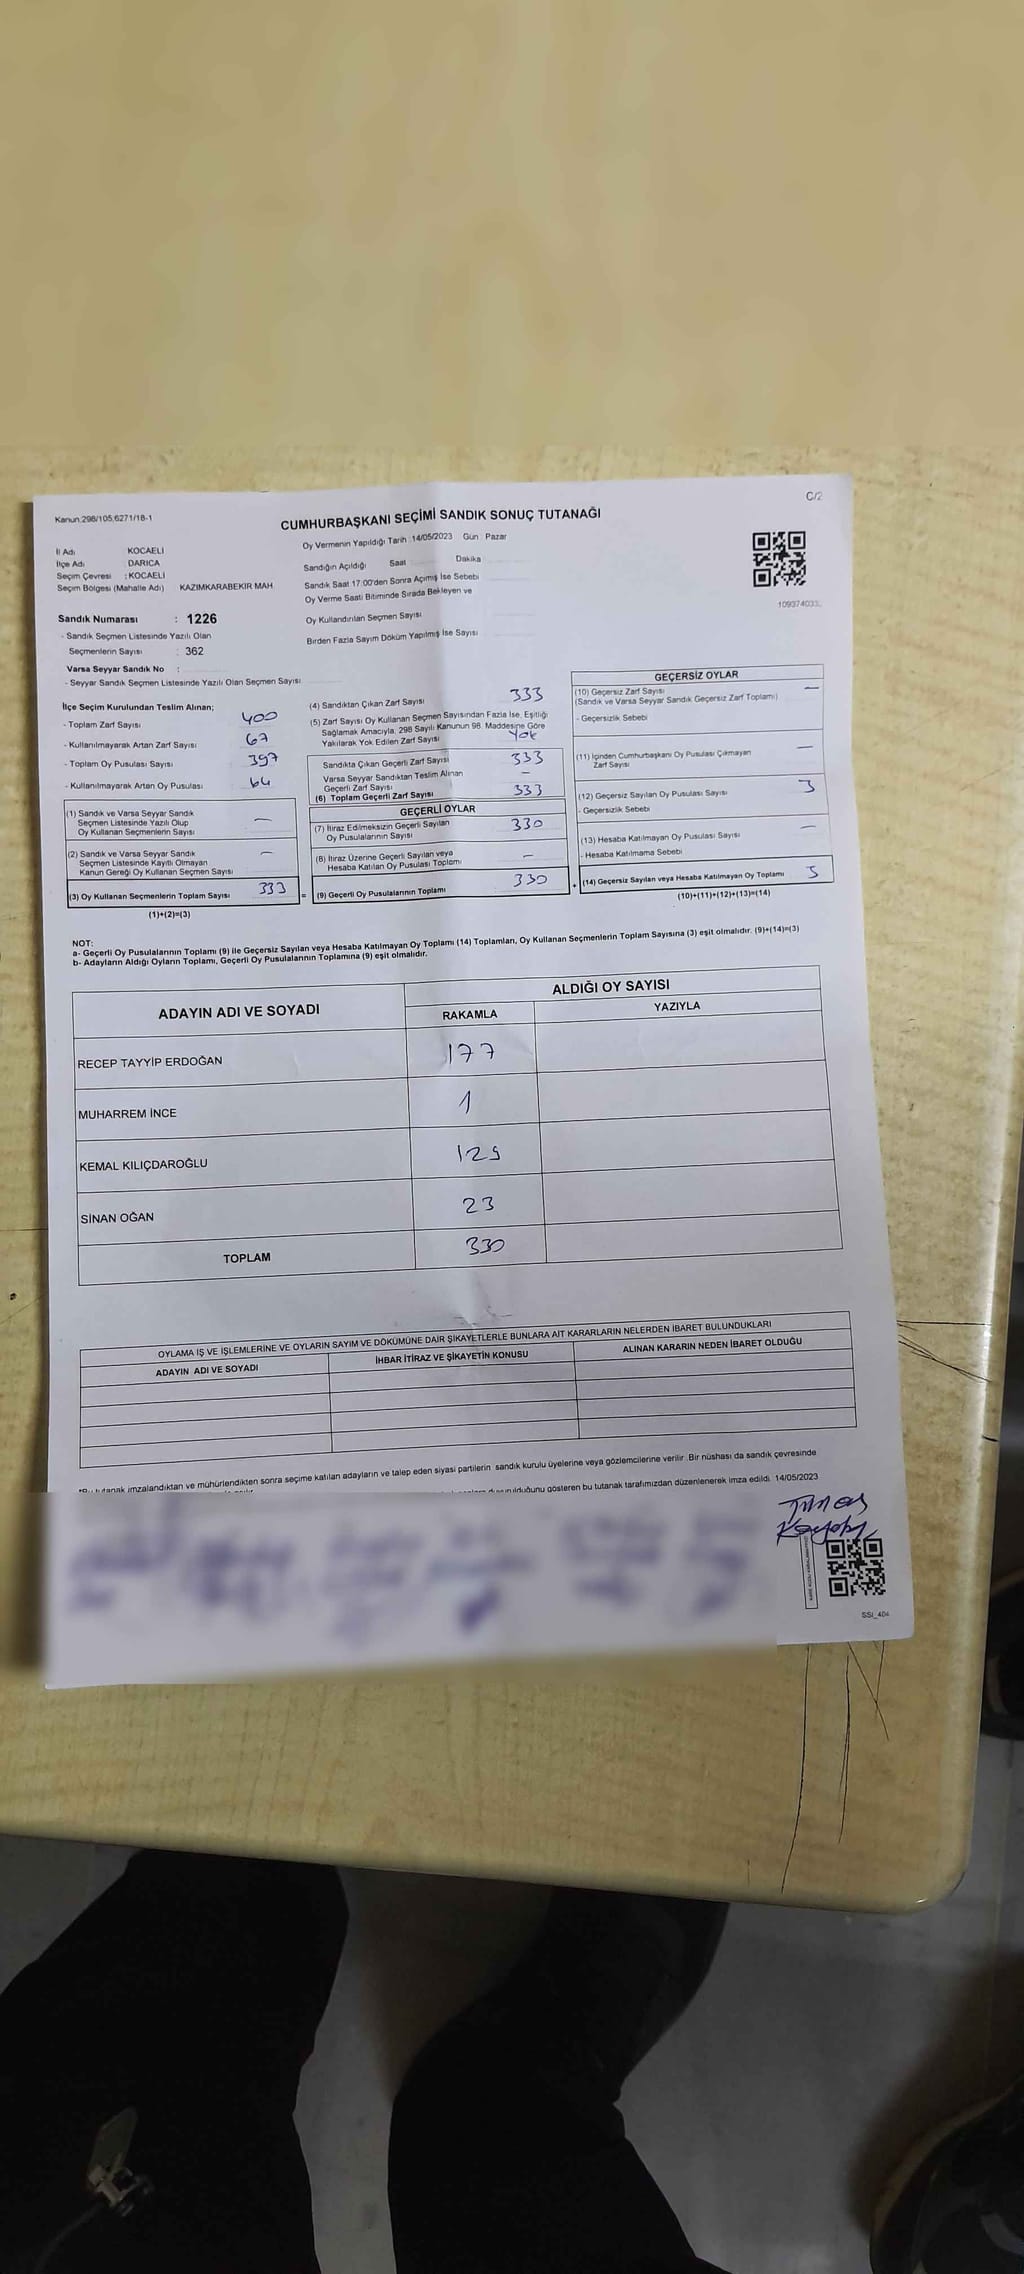 C/2
Kanun:298/105;6271/18-1
CUMHURBAŞKANI SEÇİMİ SANDIK SONUÇ TUTANAĞI
İl Adı KOCAELİ
İlçe Adı DARICA
Seçim Çevresi : KOCAELİ
Seçim Bölgesi (Mahalle Adı) KAZIMKARABEKİR MAH
Sandık Numarası : 1226
- Sandık Seçmen Listesinde Yazılı Olan
Seçmenlerin Sayısı : 362
Varsa Seyyar Sandık No :
- Seyyar Sandık Seçmen Listesinde Yazılı Olan Seçmen Sayısı
Oy Vermenin Yapıldığı Tarih :14/05/2023 Gün Pazar
Sandığın Açıldığı Saat Dakika
Sandık Saat 17:00'den Sonra Açımış İse Sebebi
Oy Verme Saati Bitiminde Sırada Bekleyen ve
Oy Kullandırılan Seçmen Sayısı
Birden Fazla Sayım Döküm Yapılmış İse Sayısı
İlçe Seçim Kurulundan Teslim Alınan;
- Toplam Zarf Sayısı 400
- Kullanılmayarak Artan Zarf Sayısı 67
- Toplam Oy Pusulası Sayısı 397
- Kullanılmayarak Artan Oy Pusulası 64
(1) Sandık ve Varsa Seyyar Sandık
Seçmen Listesinde Yazılı Olup
Oy Kullanan Seçmenlerin Sayısı —
(2) Sandık ve Varsa Seyyar Sandık
Seçmen Listesinde Kayıtlı Olmayan
Kanun Gereği Oy Kullanan Seçmen Sayısı —
(3) Oy Kullanan Seçmenlerin Toplam Sayısı 333
(1)+(2)=(3)
(4) Sandıktan Çıkan Zarf Sayısı 333
(5) Zarf Sayısı Oy Kullanan Seçmen Sayısından Fazla İse, Eşitliği
Sağlamak Amacıyla, 298 Sayılı Kanunun 98. Maddesine Göre
Yakılarak Yok Edilen Zarf Sayısı Yok
Sandıkta Çıkan Geçerli Zarf Sayısı 333
Varsa Seyyar Sandıktan Teslim Alınan
Geçerli Zarf Sayısı —
(6) Toplam Geçerli Zarf Sayısı 333
GEÇERLİ OYLAR
(7) İtiraz Edilmeksizin Geçerli Sayılan
Oy Pusulalarının Sayısı 330
(8) İtiraz Üzerine Geçerli Sayılan veya
Hesaba Katılan Oy Pusulası Toplamı —
= (9) Geçerli Oy Pusulalarının Toplamı 330
GEÇERSİZ OYLAR
(10) Geçersiz Zarf Sayısı —
(Sandık ve Varsa Seyyar Sandık Geçersiz Zarf Toplamı)
- Geçersizlik Sebebi
(11) İçinden Cumhurbaşkanı Oy Pusulası Çıkmayan
Zarf Sayısı —
(12) Geçersiz Sayılan Oy Pusulası Sayısı 3
- Geçersizlik Sebebi
(13) Hesaba Katılmayan Oy Pusulası Sayısı —
- Hesaba Katılmama Sebebi
+ (14) Geçersiz Sayılan veya Hesaba Katılmayan Oy Toplamı 3
(10)+(11)+(12)+(13)=(14)
NOT:
a- Geçerli Oy Pusulalarının Toplamı (9) ile Geçersiz Sayılan veya Hesaba Katılmayan Oy Toplamı (14) Toplamları, Oy Kullanan Seçmenlerin Toplam Sayısına (3) eşit olmalıdır. (9)+(14)=(3)
b- Adayların Aldığı Oyların Toplamı, Geçerli Oy Pusulalarının Toplamına (9) eşit olmalıdır.
ADAYIN ADI VE SOYADI
ALDIĞI OY SAYISI
RAKAMLA YAZIYLA
RECEP TAYYİP ERDOĞAN 177
MUHARREM İNCE 1
KEMAL KILIÇDAROĞLU 129
SİNAN OĞAN 23
TOPLAM 330
OYLAMA İŞ VE İŞLEMLERİNE VE OYLARIN SAYIM VE DÖKÜMÜNE DAİR ŞİKAYETLERLE BUNLARA AİT KARARLARIN NELERDEN İBARET BULUNDUKLARI
ADAYIN ADI VE SOYADI İHBAR İTİRAZ VE ŞİKAYETİN KONUSU ALINAN KARARIN NEDEN İBARET OLDUĞU
tutanak imzalandıktan ve mühürlendikten sonra seçime katılan adayların ve talep eden siyasi partilerin sandık kurulu üyelerine veya gözlemcilerine verilir. Bir nüshası da sandık çevresinde
gösteren bu tutanak tarafımızdan düzenlenerek imza edildi. 14/05/2023